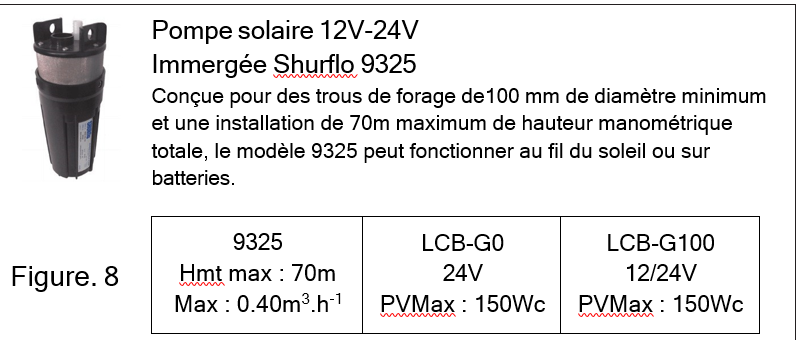 Pompe solaire 12V-24V
Immergée Shurflo 9325
Conçue pour des trous de forage de100 mm de diamètre minimum
et une installation de 70m maximum de hauteur manométrique
totale, le modèle 9325 peut fonctionner au fil du soleil ou sur
batteries.
Figure. 8
9325
Hmt max : 70m
Max : 0.40m³.h⁻¹
LCB-G0
24V
PVMax : 150Wc
LCB-G100
12/24V
PVMax : 150Wc